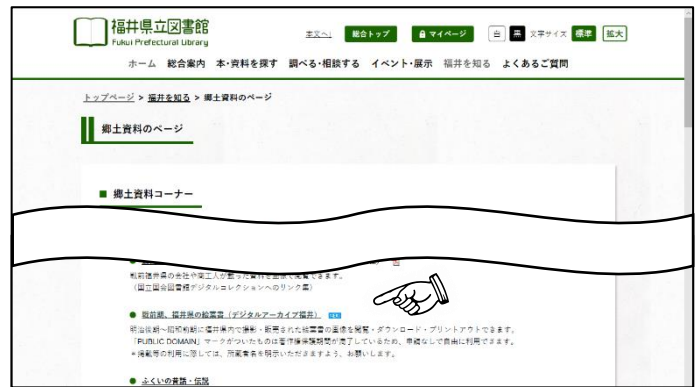 福井県立図書館
Fukui Prefectural Library
本文へ↓ 総合トップ マイページ 白 黒 文字サイズ 標準 拡大
ホーム 総合案内 本・資料を探す 調べる・相談する イベント・展示 福井を知る よくあるご質問
トップページ > 福井を知る > 郷土資料のページ
郷土資料のページ
郷土資料コーナー
戦前福井県の会社や商工人が載った資料を画像で閲覧できます。
（国立国会図書館デジタルコレクションへのリンク集）
戦前期、福井県の絵葉書（デジタルアーカイブ福井）
明治後期～昭和前期に福井県内で撮影・販売された絵葉書の画像を閲覧・ダウンロード・プリントアウトできます。
「PUBLIC DOMAIN」マークがついたものは著作権保護期間が満了しているため、申請なしで自由に利用できます。
＊掲載等の利用に際しては、所蔵者名を明示いただきますよう、お願いします。
ふくいの昔話・伝説